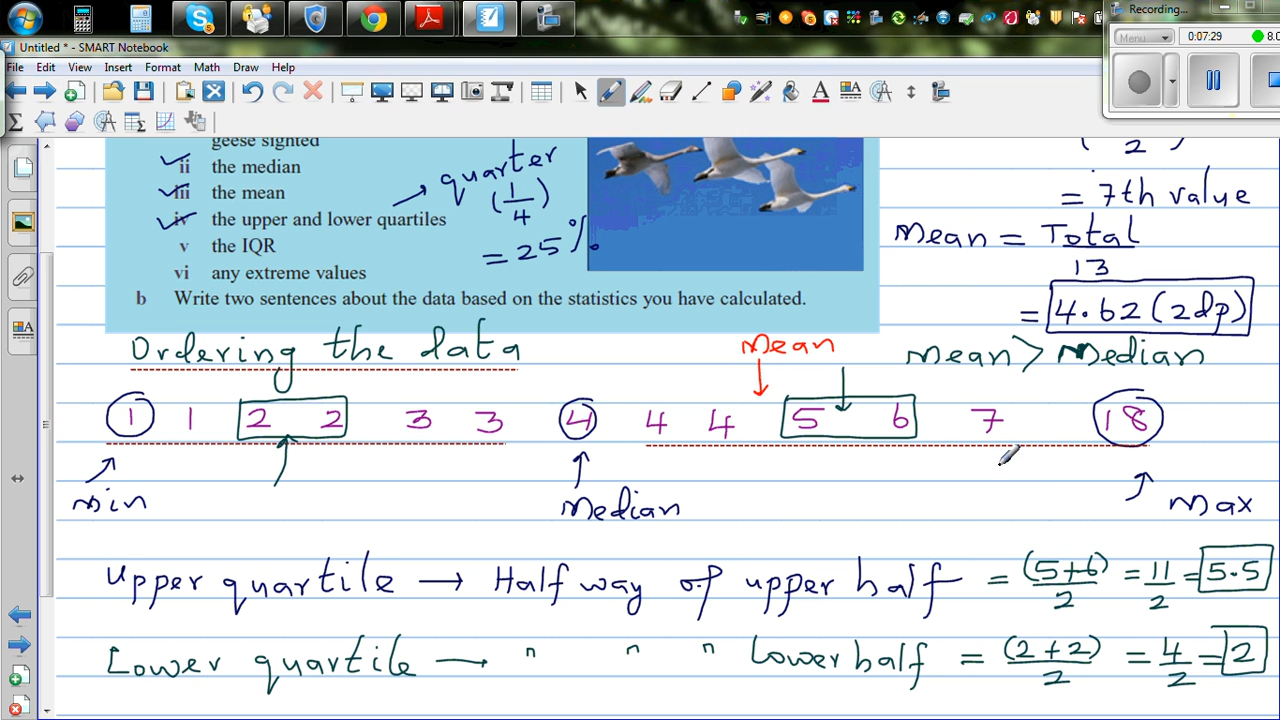 Recording...
Untitled * - SMART Notebook
Menu
0:07:29
8.0
File Edit View Insert Format Math Draw Help
geese sighted
ii the median
iii the mean
iv the upper and lower quartiles
v the IQR
vi any extreme values
b Write two sentences about the data based on the statistics you have calculated.
→ quarter
(1/4)
= 25%
( 2 )
= 7th value
Mean = Total
13
= 4.62 (2dp)
Ordering the data
Mean
Mean > Median
1 1 2 2 3 3 4 4 4 5 6 7 18
Min
Median
Max
Upper quartile → Half way of upper half = (5+6)/2 = 11/2 = 5.5
Lower quartile → " " " Lower half = (2+2)/2 = 4/2 = 2